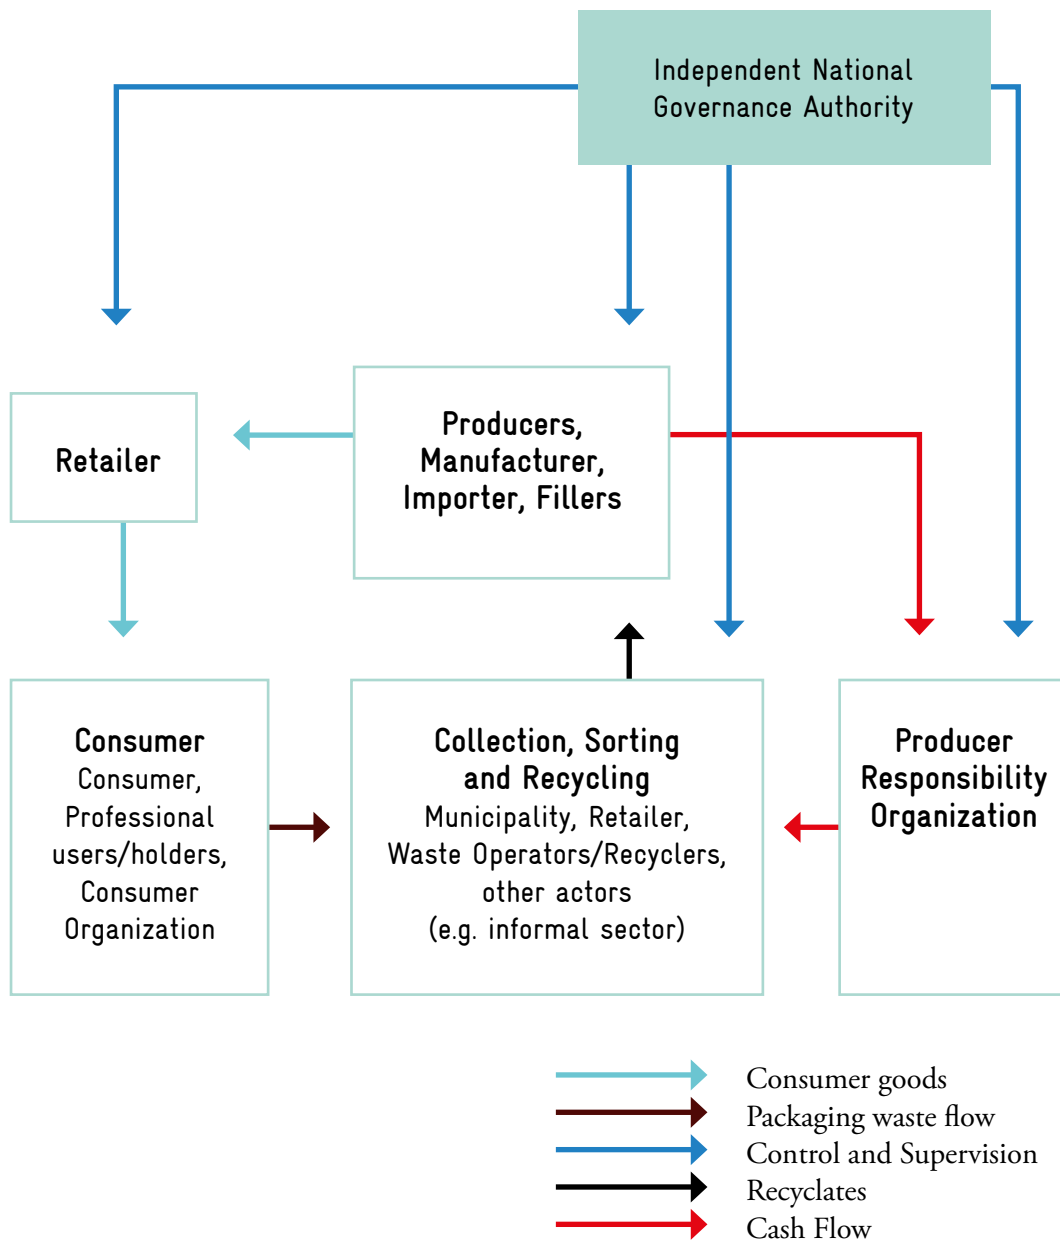 Independent National
Governance Authority
Retailer
Producers,
Manufacturer,
Importer, Fillers
Consumer
Consumer,
Professional
users/holders,
Consumer
Organization
Collection, Sorting
and Recycling
Municipality, Retailer,
Waste Operators/Recyclers,
other actors
(e.g. informal sector)
Producer
Responsibility
Organization
Consumer goods
Packaging waste flow
Control and Supervision
Recyclates
Cash Flow